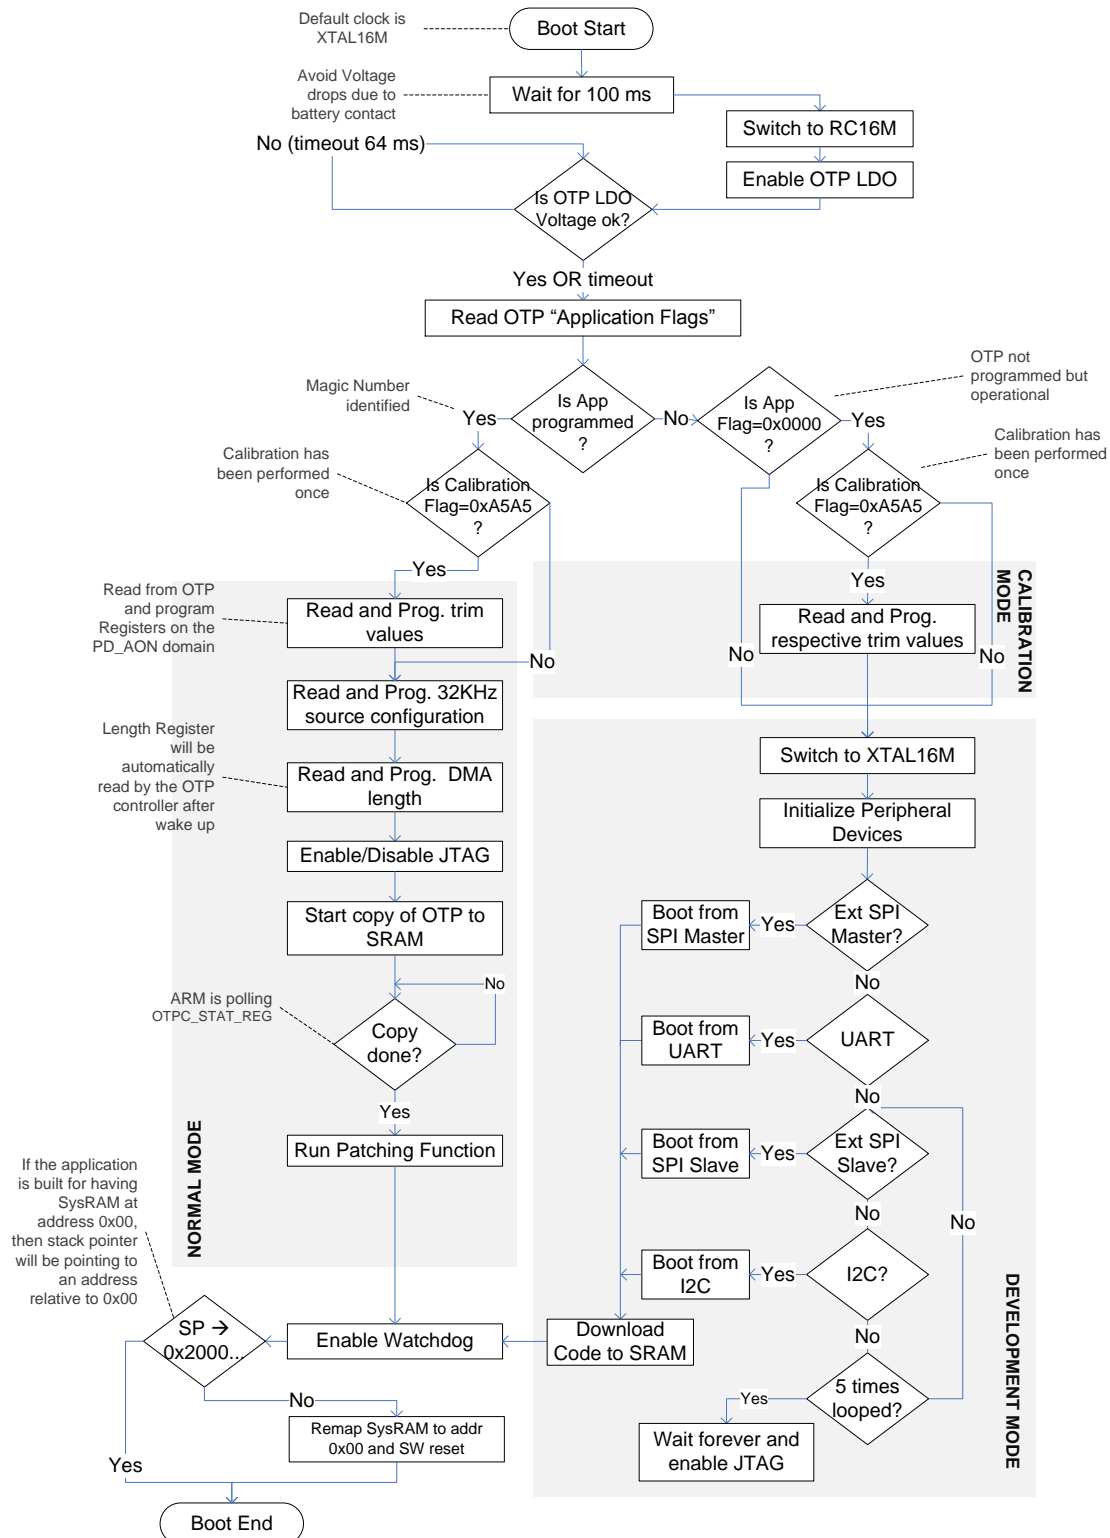 Default clock is
XTAL16M
Boot Start
Avoid Voltage
drops due to
battery contact
Wait for 100 ms
Switch to RC16M
No (timeout 64 ms)
Enable OTP LDO
Is OTP LDO
Voltage ok?
Yes OR timeout
Read OTP “Application Flags”
OTP not
programmed but
operational
Magic Number
identified
Yes
Is App
programmed
?
No
Is App
Flag=0x0000
?
Yes
Calibration has
been performed
once
Calibration has
been performed
once
Is Calibration
Flag=0xA5A5
?
Is Calibration
Flag=0xA5A5
?
Yes
Yes
CALIBRATION
MODE
Read from OTP
and program
Registers on the
PD_AON domain
Read and Prog. trim
values
Read and Prog.
respective trim values
No
No
No
Read and Prog. 32KHz
source configuration
Length Register
will be
automatically
read by the OTP
controller after
wake up
Read and Prog.  DMA
length
Switch to XTAL16M
Initialize Peripheral
Devices
Enable/Disable JTAG
Start copy of OTP to
SRAM
Boot from
SPI Master
Yes
Ext SPI
Master?
No
No
ARM is polling
OTPC_STAT_REG
Copy
done?
Boot from
UART
Yes
UART
Yes
No
Run Patching Function
Boot from
SPI Slave
Yes
Ext SPI
Slave?
NORMAL MODE
No
No
If the application
is built for having
SysRAM at
address 0x00,
then stack pointer
will be pointing to
an address
relative to 0x00
Boot from
I2C
Yes
I2C?
DEVELOPMENT MODE
SP →
0x2000...
Enable Watchdog
Download
Code to SRAM
No
No
Yes
5 times
looped?
Remap SysRAM to addr
0x00 and SW reset
Wait forever and
enable JTAG
Yes
Boot End